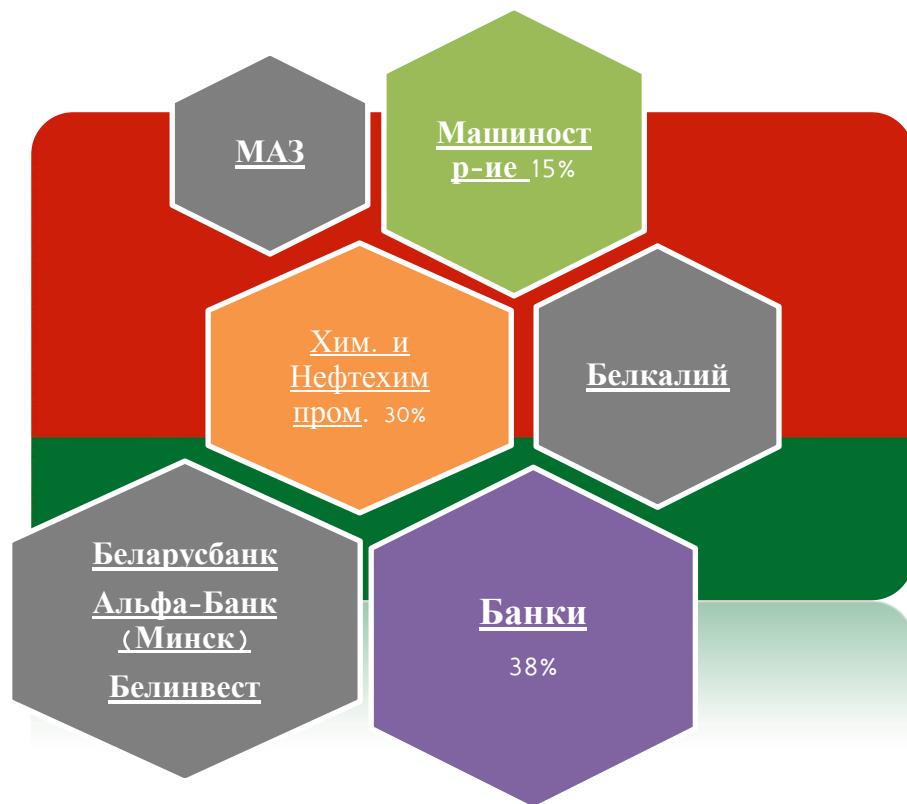 МАЗ
Машиност
р-ие 15%
Хим. и
Нефтехим
пром. 30%
Белкалий
Беларусбанк
Альфа-Банк
(Минск)
Белинвест
Банки
38%